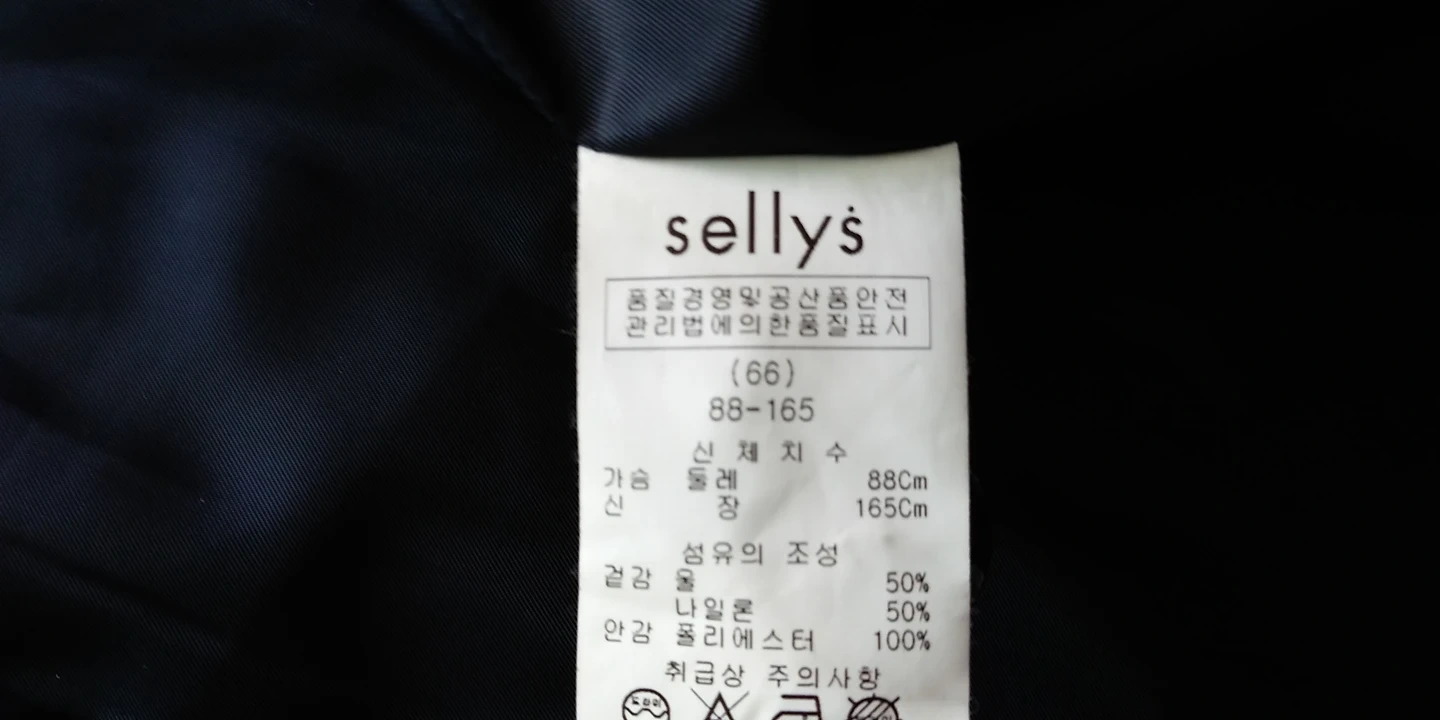 sellys
품질경영및공산품안전
관리법에의한품질표시
(66)
88-165
신 체 치 수
가슴 둘레 88Cm
신 장 165Cm
섬유의 조성
겉감 울 50%
나일론 50%
안감 폴리에스터 100%
취급상 주의사항
드라이